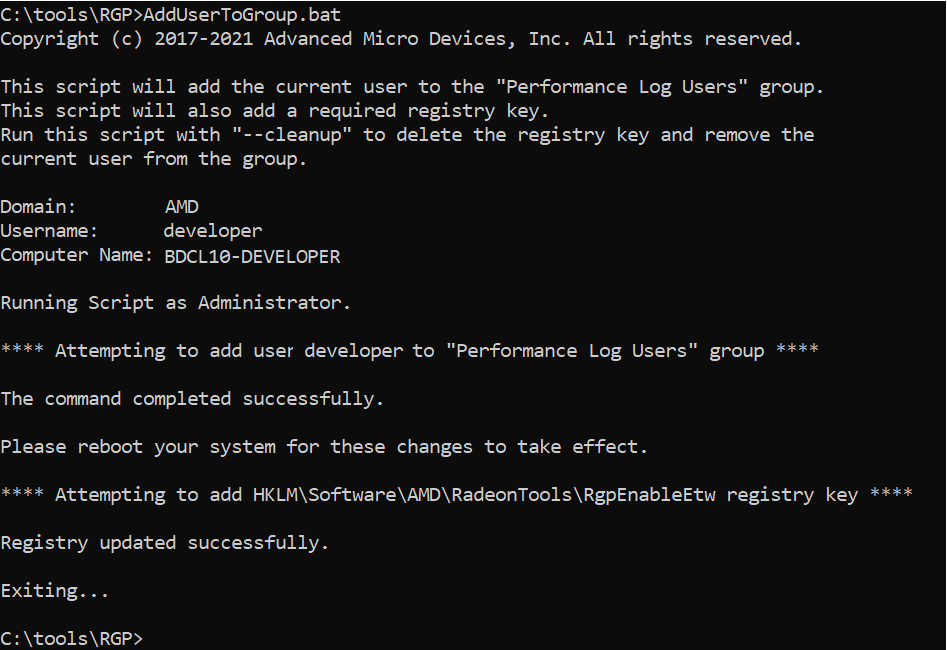 C:\tools\RGP>AddUserToGroup.bat
Copyright (c) 2017-2021 Advanced Micro Devices, Inc. All rights reserved.
This script will add the current user to the "Performance Log Users" group.
This script will also add a required registry key.
Run this script with "--cleanup" to delete the registry key and remove the
current user from the group.
Domain: AMD
Username: developer
Computer Name: BDCL10-DEVELOPER
Running Script as Administrator.
**** Attempting to add user developer to "Performance Log Users" group ****
The command completed successfully.
Please reboot your system for these changes to take effect.
**** Attempting to add HKLM\Software\AMD\RadeonTools\RgpEnableEtw registry key ****
Registry updated successfully.
Exiting...
C:\tools\RGP>